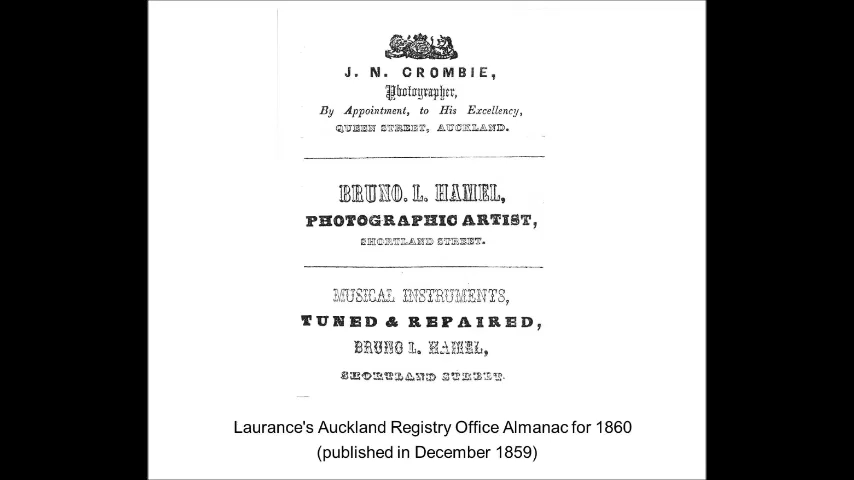 J. N. CROMBIE,
Photographer,
By Appointment, to His Excellency,
QUEEN STREET, AUCKLAND.
BRUNO. L. HAMEL,
PHOTOGRAPHIC ARTIST,
SHORTLAND STREET.
MUSICAL INSTRUMENTS,
TUNED & REPAIRED,
BRUNO L. HAMEL,
SHORTLAND STREET.
Laurance's Auckland Registry Office Almanac for 1860
(published in December 1859)